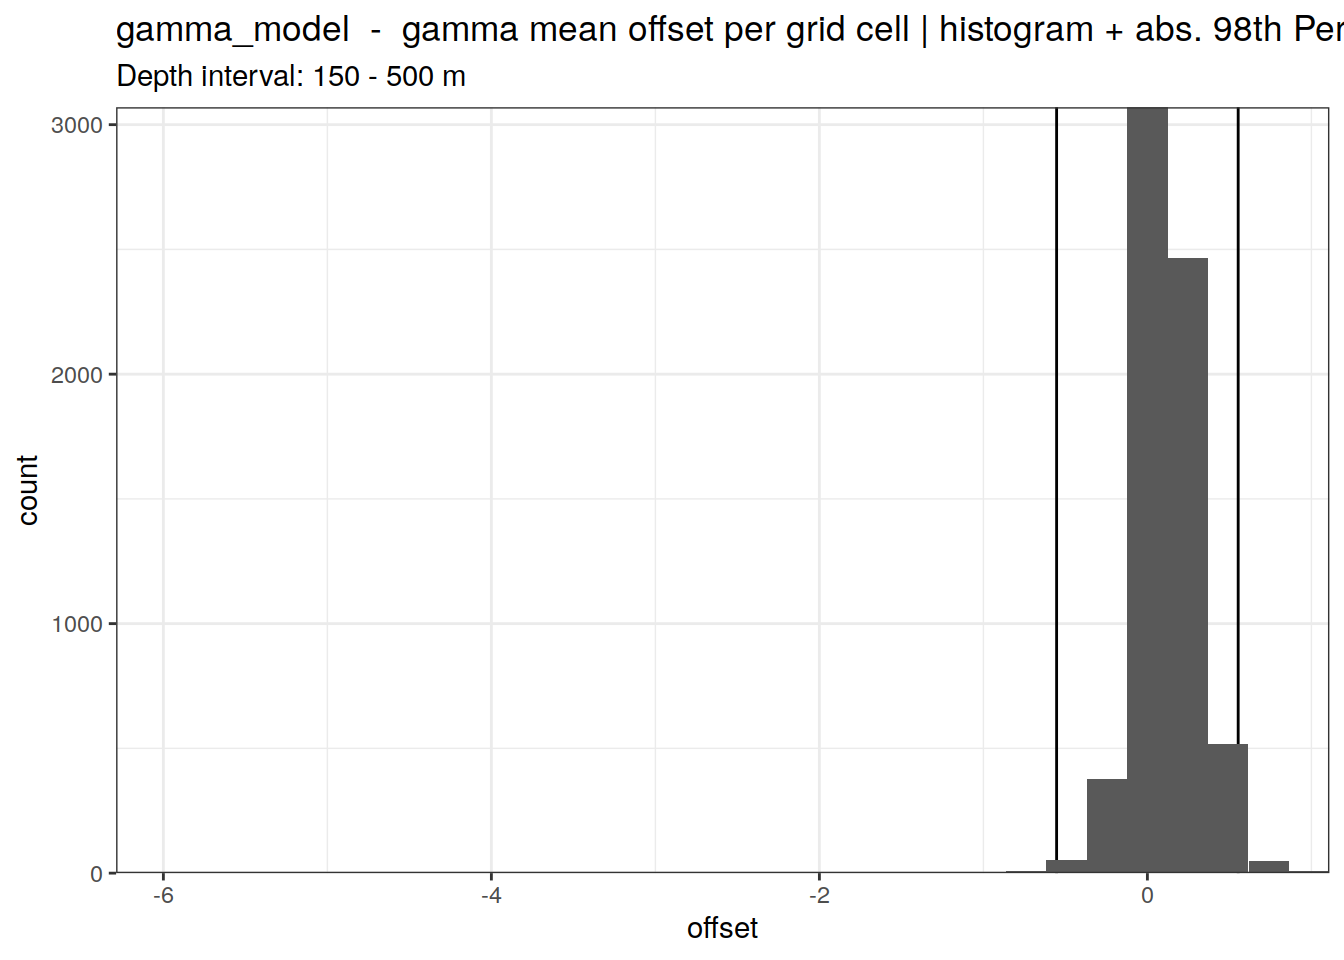 gamma_model - gamma mean offset per grid cell | histogram + abs. 98th Per
Depth interval: 150 - 500 m
3000
2000
1000
0
count
-6 -4 -2 0
offset